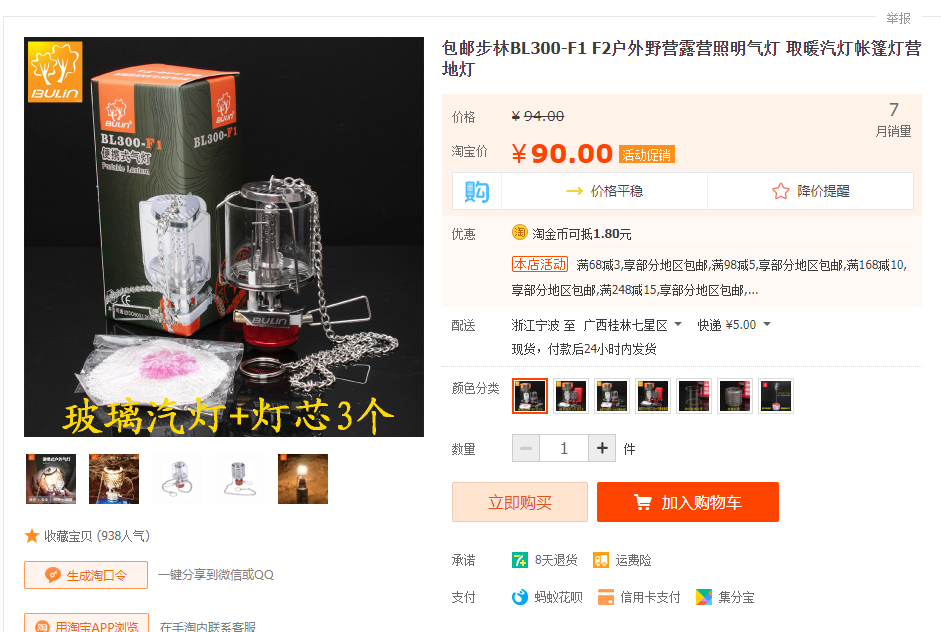 举报
BULIN
BULIN
BL300-F1
便携式气灯
Portable Lantern
BULIN
BL300-F1
BULIN
玻璃汽灯+灯芯3个
收藏宝贝 (938人气)
生成淘口令
一键分享到微信或QQ
用淘宝APP浏览
在手淘内联系客服
包邮步林BL300-F1 F2户外野营露营照明气灯 取暖汽灯帐篷灯营
地灯
价格
¥ 94.00
7
月销量
淘宝价
¥ 90.00 活动促销
购
价格平稳
降价提醒
优惠
淘 淘金币可抵1.80元
本店活动 满68减3,享部分地区包邮,满98减5,享部分地区包邮,满168减10,
享部分地区包邮,满248减15,享部分地区包邮,...
配送
浙江宁波 至 广西桂林七星区 快递 ¥5.00
现货，付款后24小时内发货
颜色分类
数量
− 1 + 件
立即购买
加入购物车
承诺
7+ 8天退货
运费险
支付
蚂蚁花呗
信用卡支付
集分宝